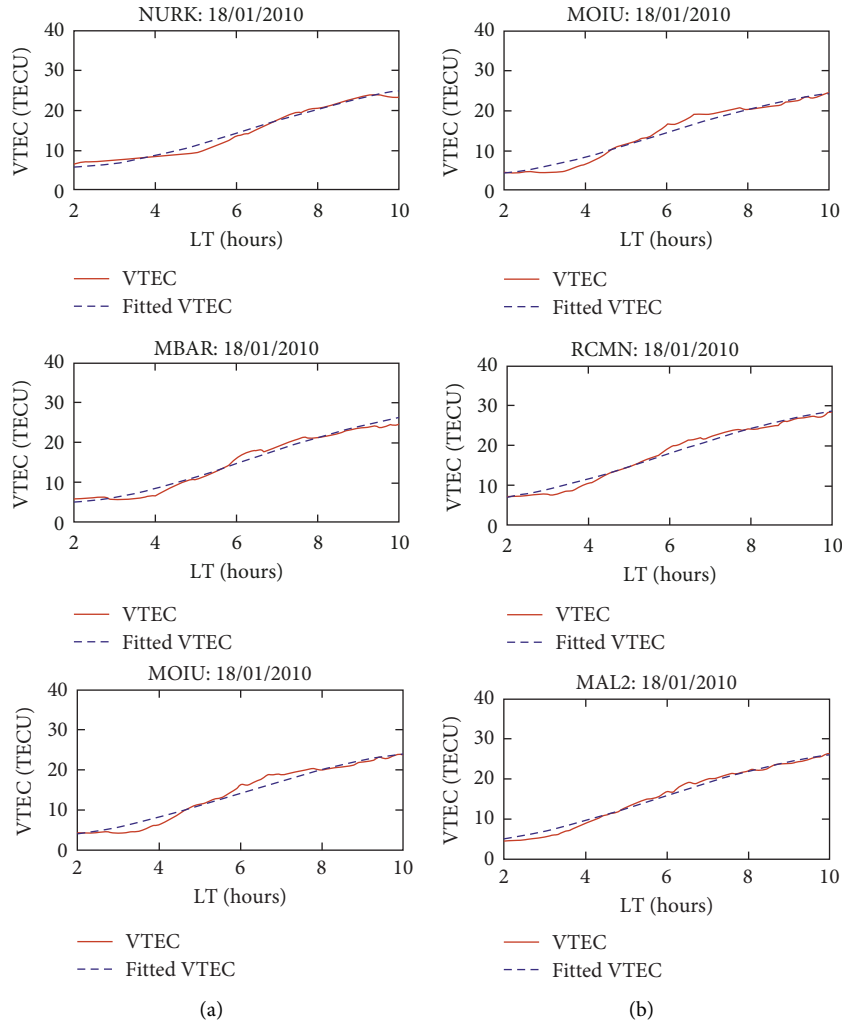 NURK: 18/01/2010
40
30
20
10
0
VTEC (TECU)
2 4 6 8 10
LT (hours)
VTEC
Fitted VTEC
MBAR: 18/01/2010
40
30
20
10
0
VTEC (TECU)
2 4 6 8 10
LT (hours)
VTEC
Fitted VTEC
MOIU: 18/01/2010
40
30
20
10
0
VTEC (TECU)
2 4 6 8 10
LT (hours)
VTEC
Fitted VTEC
(a)
MOIU: 18/01/2010
40
30
20
10
0
VTEC (TECU)
2 4 6 8 10
LT (hours)
VTEC
Fitted VTEC
RCMN: 18/01/2010
40
30
20
10
0
VTEC (TECU)
2 4 6 8 10
LT (hours)
VTEC
Fitted VTEC
MAL2: 18/01/2010
40
30
20
10
0
VTEC (TECU)
2 4 6 8 10
LT (hours)
VTEC
Fitted VTEC
(b)